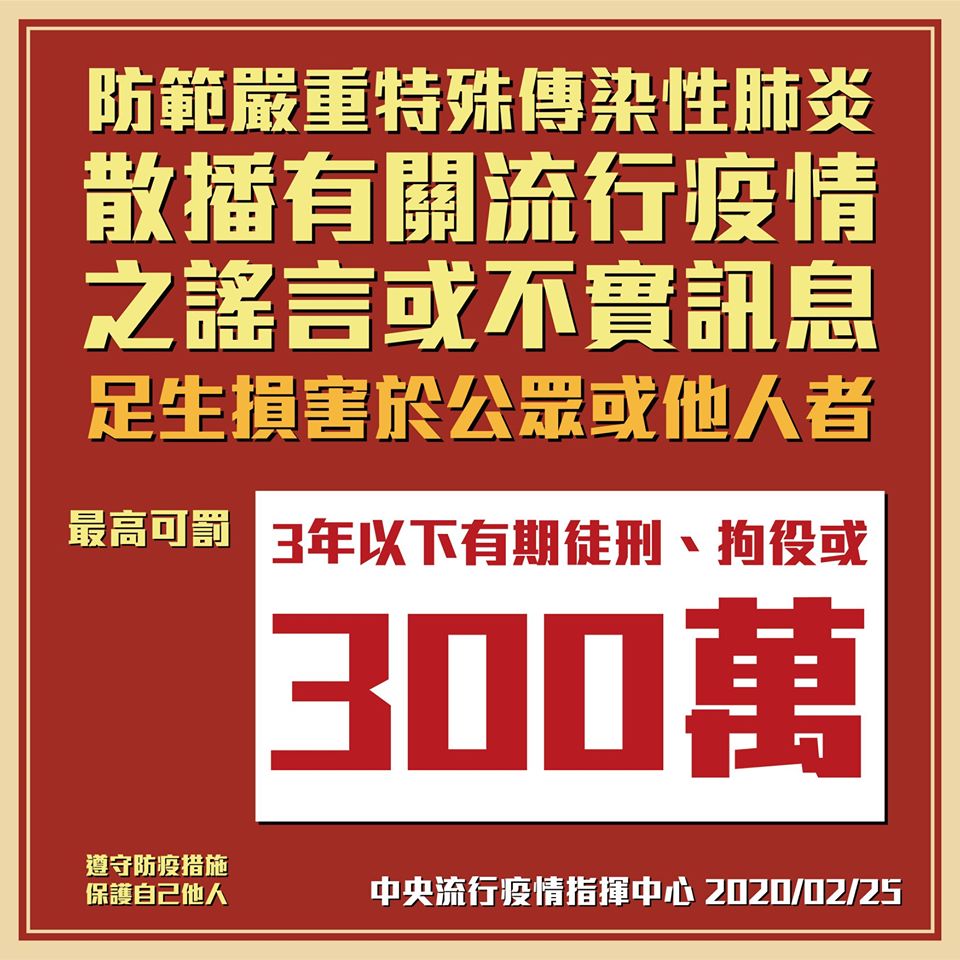 防範嚴重特殊傳染性肺炎
散播有關流行疫情
之謠言或不實訊息
足生損害於公眾或他人者
最高可罰
3年以下有期徒刑、拘役或
300萬
遵守防疫措施
保護自己他人
中央流行疫情指揮中心 2020/02/25